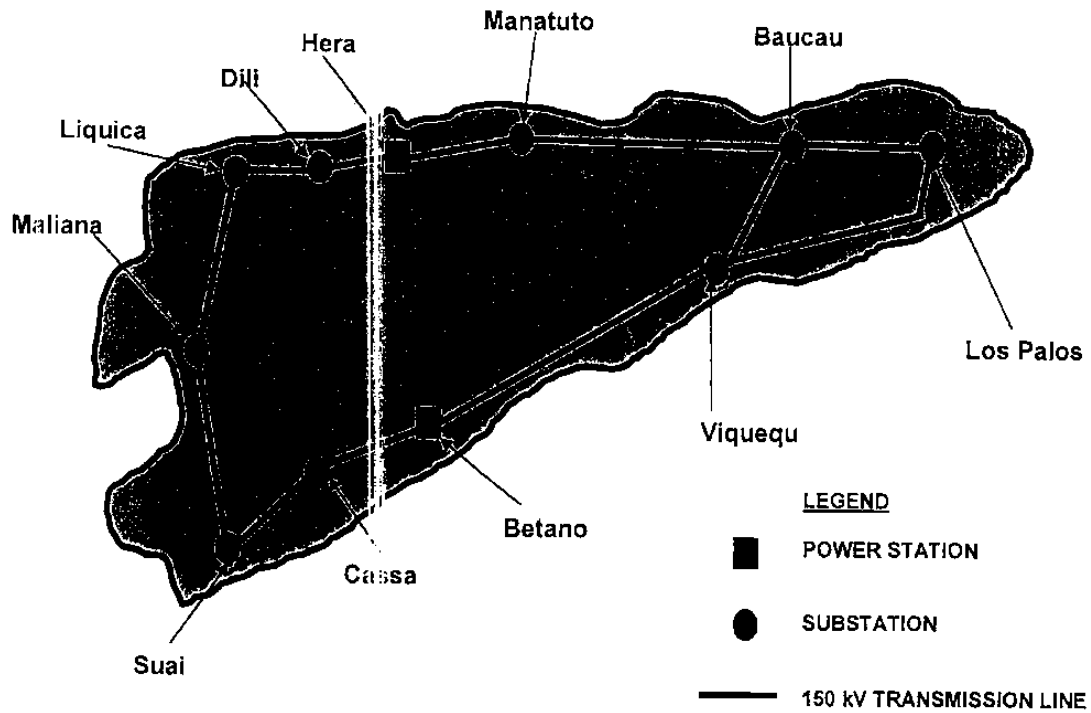 Manatuto
Baucau
Hera
Dili
Liquica
Maliana
Los Palos
Viquequ
Betano
Cassa
Suai
LEGEND
POWER STATION
SUBSTATION
150 kV TRANSMISSION LINE